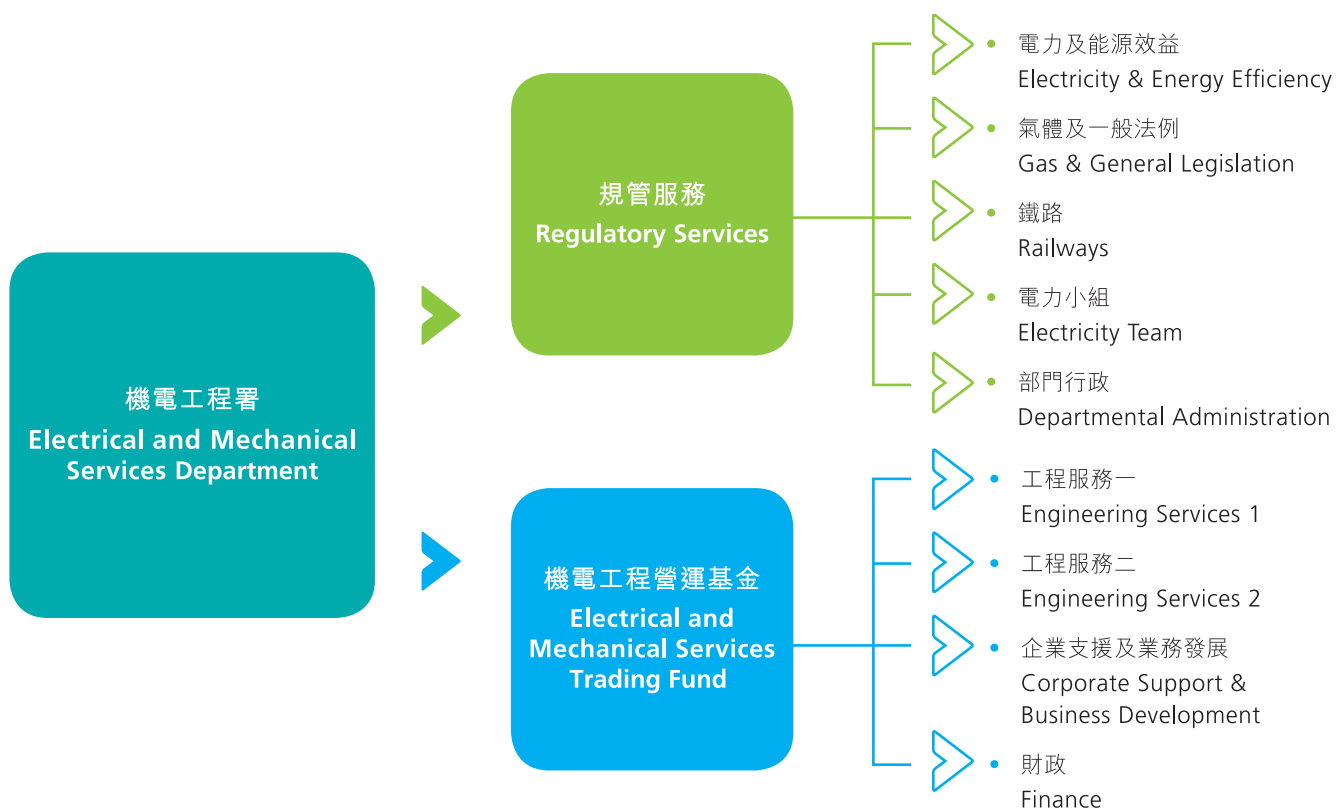 機電工程署
Electrical and Mechanical
Services Department
規管服務
Regulatory Services
電力及能源效益
Electricity & Energy Efficiency
氣體及一般法例
Gas & General Legislation
鐵路
Railways
電力小組
Electricity Team
部門行政
Departmental Administration
機電工程營運基金
Electrical and
Mechanical Services
Trading Fund
工程服務一
Engineering Services 1
工程服務二
Engineering Services 2
企業支援及業務發展
Corporate Support &
Business Development
財政
Finance